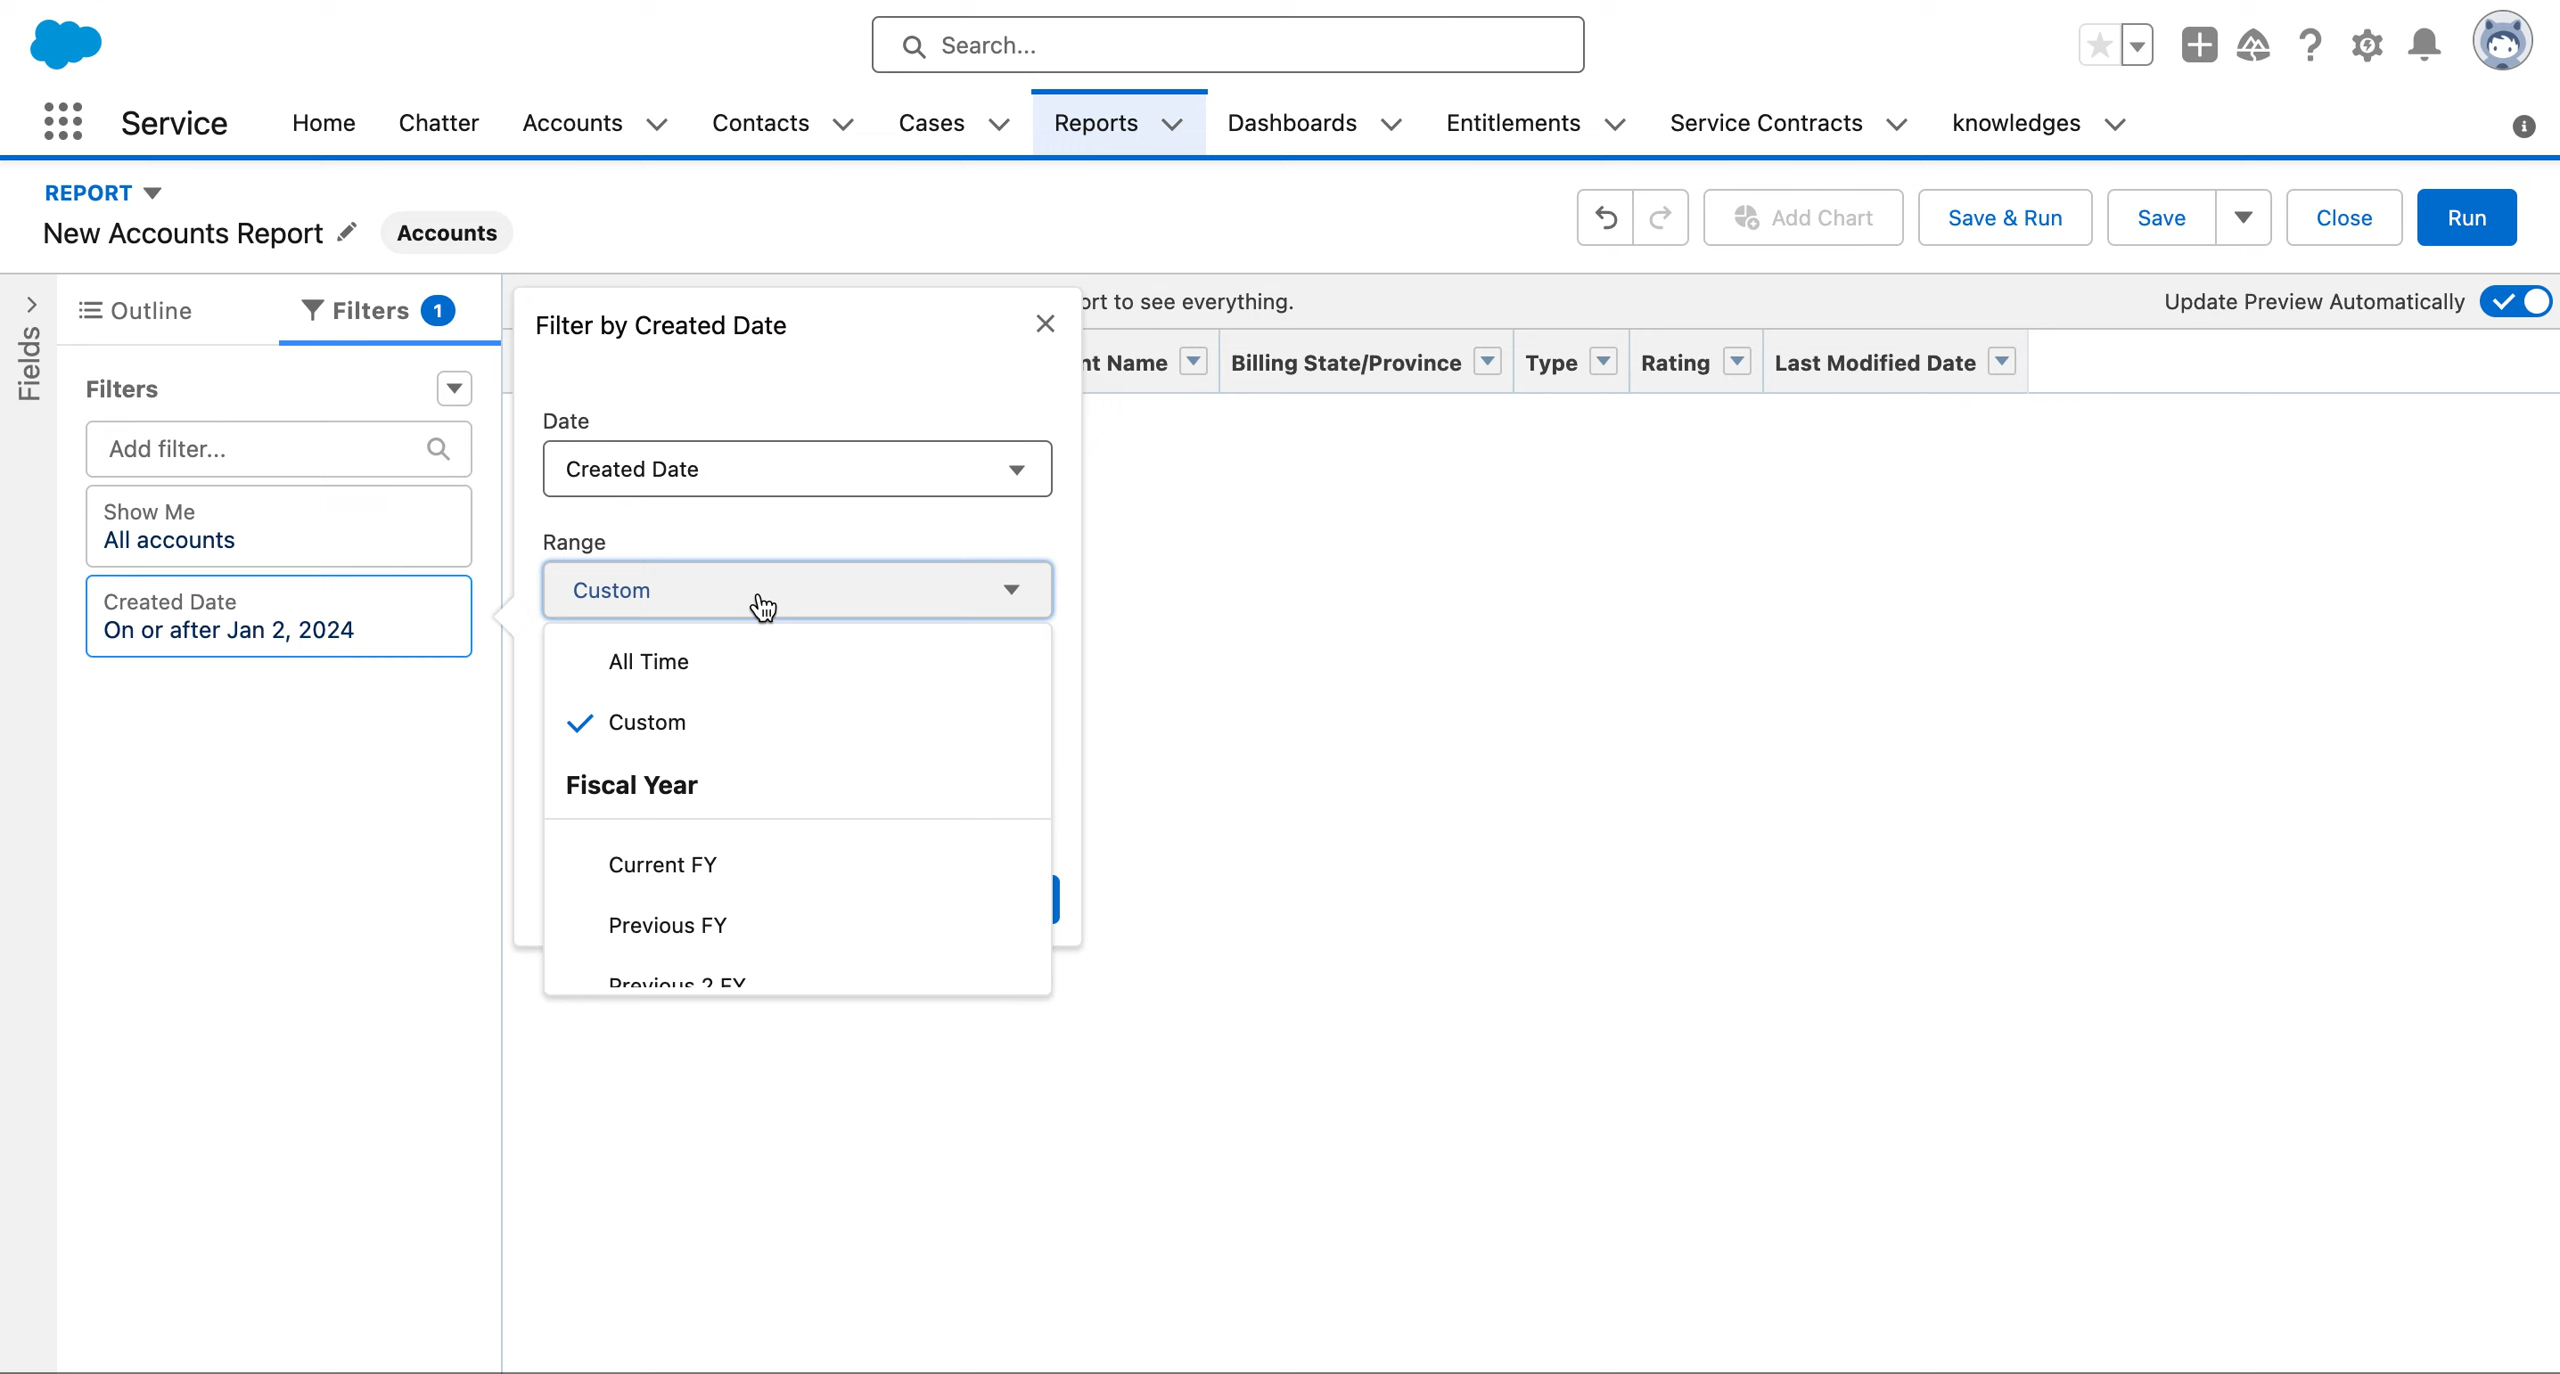 Search...
Service
Home
Chatter
Accounts
Contacts
Cases
Reports
Dashboards
Entitlements
Service Contracts
knowledges
REPORT
New Accounts Report
Accounts
Add Chart
Save & Run
Save
Close
Run
Fields
Outline
Filters 1
Filters
Add filter...
Show Me
All accounts
Created Date
On or after Jan 2, 2024
ort to see everything.
Update Preview Automatically
nt Name
Billing State/Province
Type
Rating
Last Modified Date
Filter by Created Date
Date
Created Date
Range
Custom
All Time
Custom
Fiscal Year
Current FY
Previous FY
Previous 2 FY